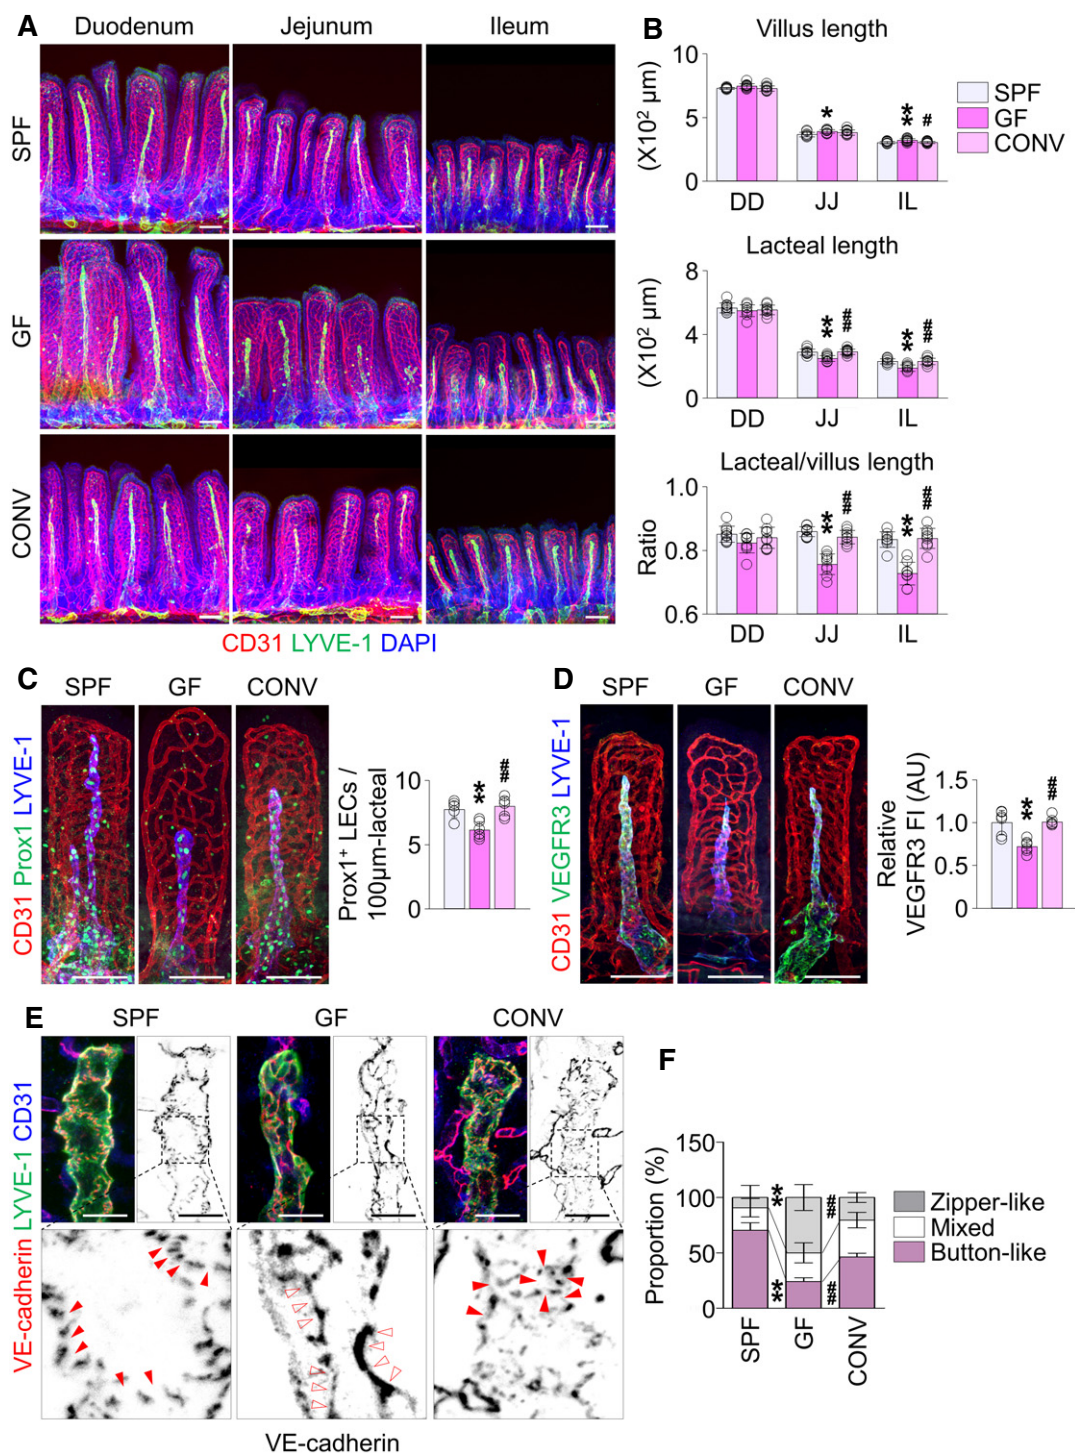 A
Duodenum
Jejunum
Ileum
SPF
GF
CONV
CD31 LYVE-1 DAPI
B
Villus length
(X10² µm)
10
5
0
*
**
#
DD
JJ
IL
SPF
GF
CONV
Lacteal length
(X10² µm)
8
4
0
**
##
**
##
DD
JJ
IL
Lacteal/villus length
Ratio
1.0
0.8
0.6
**
##
**
##
DD
JJ
IL
C
SPF
GF
CONV
CD31 Prox1 LYVE-1
Prox1⁺ LECs /
100µm-lacteal
10
5
0
**
##
D
SPF
GF
CONV
CD31 VEGFR3 LYVE-1
Relative
VEGFR3 FI (AU)
1.5
1.0
0.5
0
**
##
E
SPF
GF
CONV
VE-cadherin LYVE-1 CD31
VE-cadherin
F
Proportion (%)
150
100
50
0
**
##
**
##
SPF
GF
CONV
Zipper-like
Mixed
Button-like